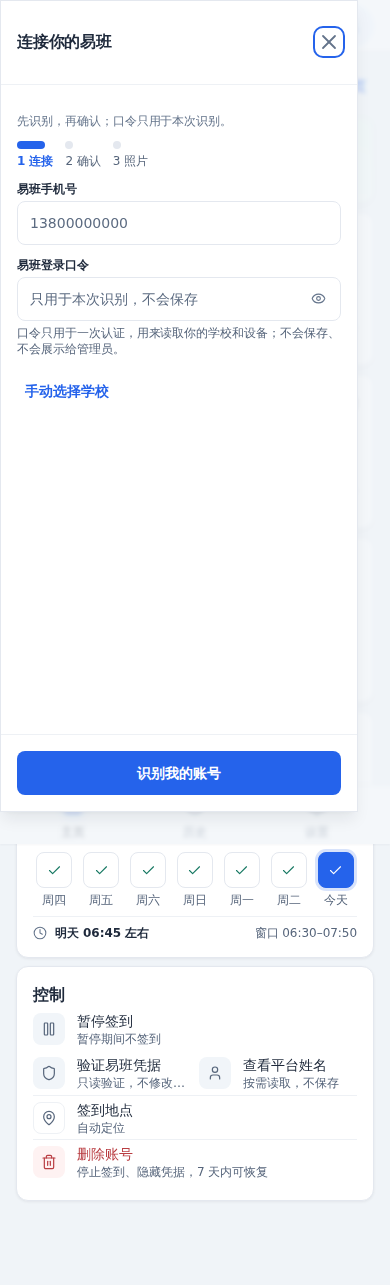 连接你的易班
先识别，再确认；口令只用于本次识别。
1 连接 2 确认 3 照片
易班手机号
13800000000
易班登录口令
只用于本次识别，不会保存
口令只用于一次认证，用来读取你的学校和设备；不会保存、
不会展示给管理员。
手动选择学校
识别我的账号
周四 周五 周六 周日 周一 周二 今天
明天 06:45 左右 窗口 06:30–07:50
控制
暂停签到
暂停期间不签到
验证易班凭据 查看平台姓名
只读验证，不修改… 按需读取，不保存
签到地点
自动定位
删除账号
停止签到、隐藏凭据，7 天内可恢复